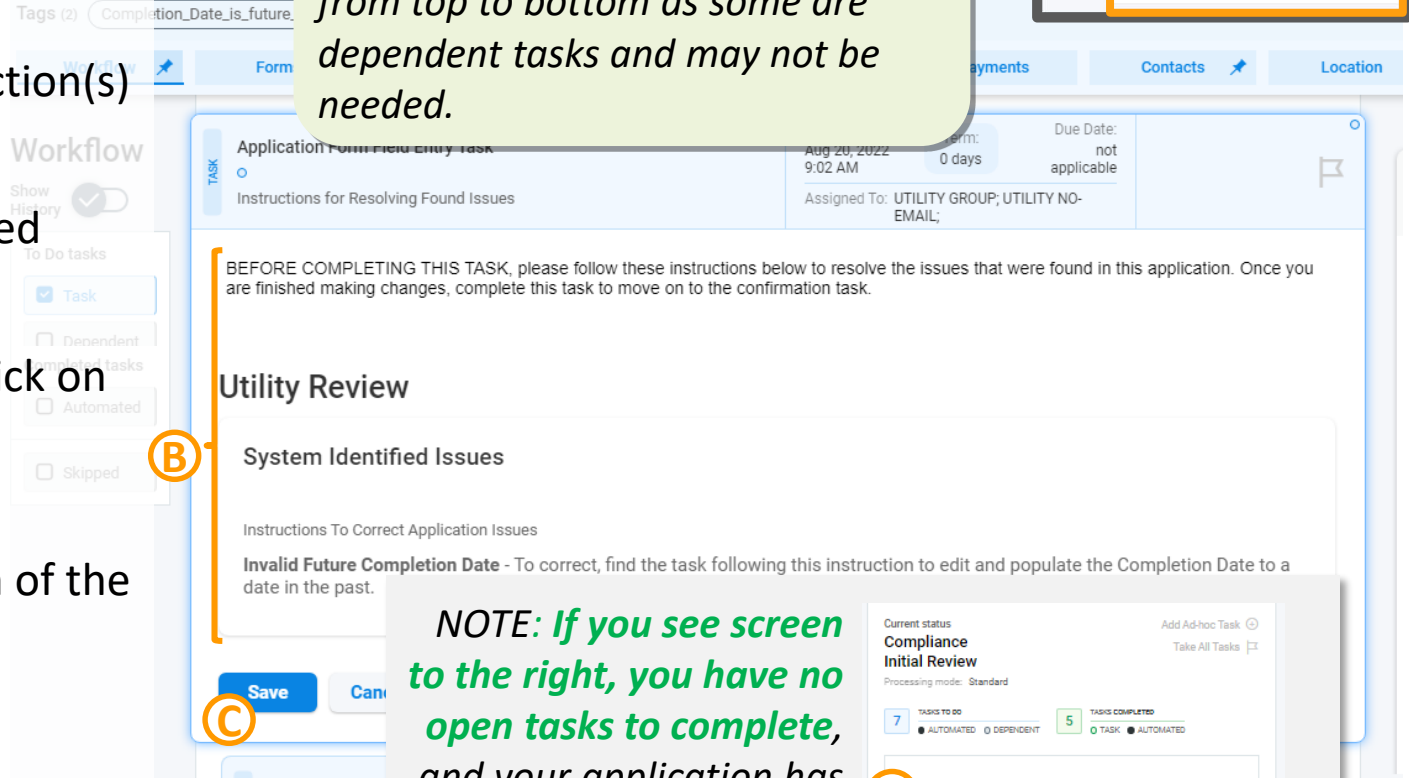 Tags (2) Completion_Date_is_future_
from top to bottom as some are
dependent tasks and may not be
needed.
ction(s)
ed
ick on
of the
Workflow
Form
ayments
Contacts
Location
Workflow
Show
History
To Do tasks
Task
Dependent
Completed tasks
Automated
Skipped
TASK
Application Form Field Entry Task
Instructions for Resolving Found Issues
Aug 20, 2022
9:02 AM
Term:
0 days
Due Date:
not
applicable
Assigned To: UTILITY GROUP; UTILITY NO-
EMAIL;
BEFORE COMPLETING THIS TASK, please follow these instructions below to resolve the issues that were found in this application. Once you
are finished making changes, complete this task to move on to the confirmation task.
Utility Review
B
System Identified Issues
Instructions To Correct Application Issues
Invalid Future Completion Date - To correct, find the task following this instruction to edit and populate the Completion Date to a
date in the past.
Save
Can
C
NOTE: If you see screen
to the right, you have no
open tasks to complete,
and your application has
Current status
Compliance
Initial Review
Processing mode: Standard
Add Ad-hoc Task
Take All Tasks
7 TASKS TO DO
AUTOMATED DEPENDENT
5 TASKS COMPLETED
TASK AUTOMATED